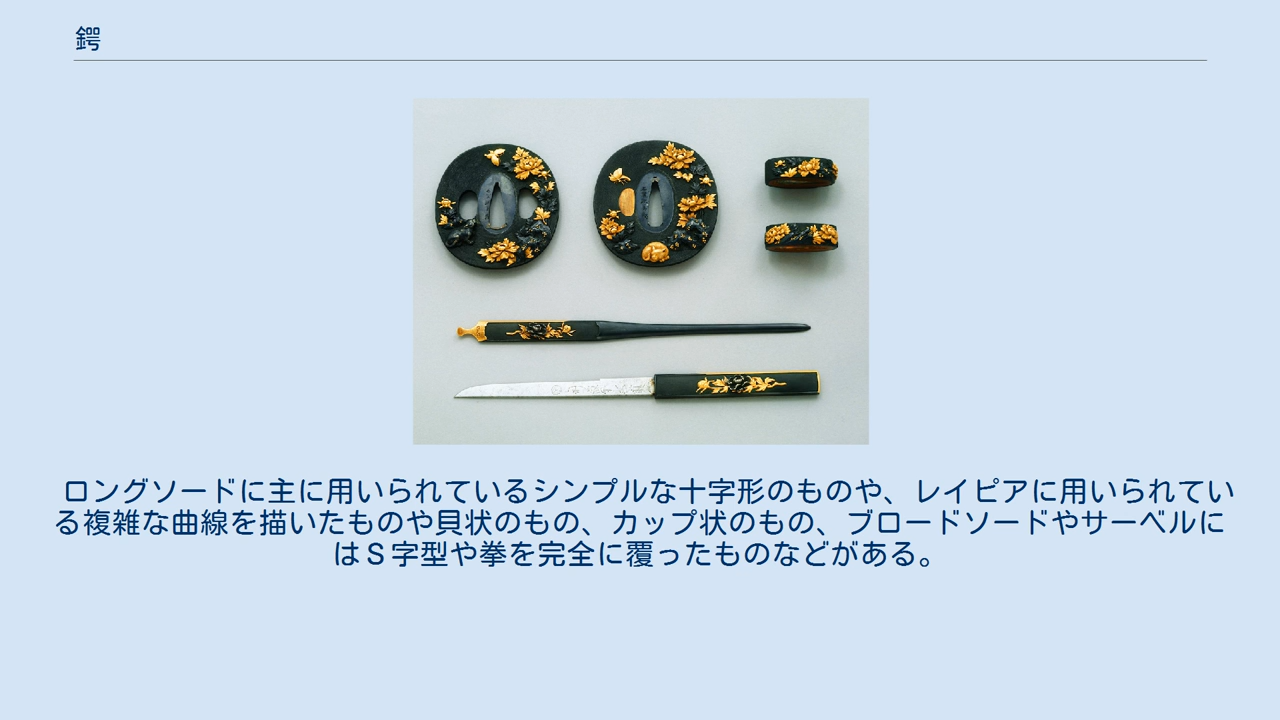 鍔
ロングソードに主に用いられているシンプルな十字形のものや、レイピアに用いられてい
る複雑な曲線を描いたものや貝状のもの、カップ状のもの、ブロードソードやサーベルに
はＳ字型や拳を完全に覆ったものなどがある。